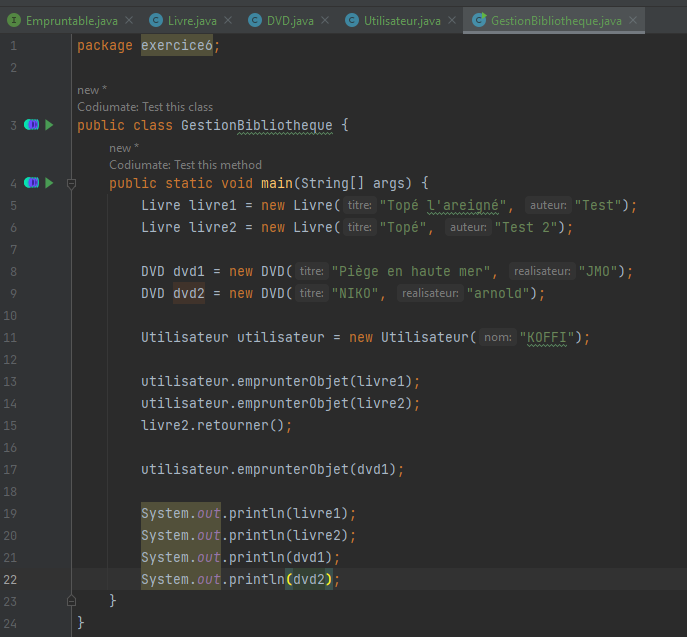 Empruntable.java Livre.java DVD.java Utilisateur.java GestionBibliotheque.java
1 package exercice6;
2
new *
Codiumate: Test this class
3 public class GestionBibliotheque {
new *
Codiumate: Test this method
4 public static void main(String[] args) {
5 Livre livre1 = new Livre( titre: "Topé l'areigné", auteur: "Test");
6 Livre livre2 = new Livre( titre: "Topé", auteur: "Test 2");
7
8 DVD dvd1 = new DVD( titre: "Piège en haute mer", realisateur: "JMO");
9 DVD dvd2 = new DVD( titre: "NIKO", realisateur: "arnold");
10
11 Utilisateur utilisateur = new Utilisateur( nom: "KOFFI");
12
13 utilisateur.emprunterObjet(livre1);
14 utilisateur.emprunterObjet(livre2);
15 livre2.retourner();
16
17 utilisateur.emprunterObjet(dvd1);
18
19 System.out.println(livre1);
20 System.out.println(livre2);
21 System.out.println(dvd1);
22 System.out.println(dvd2);
23 }
24 }